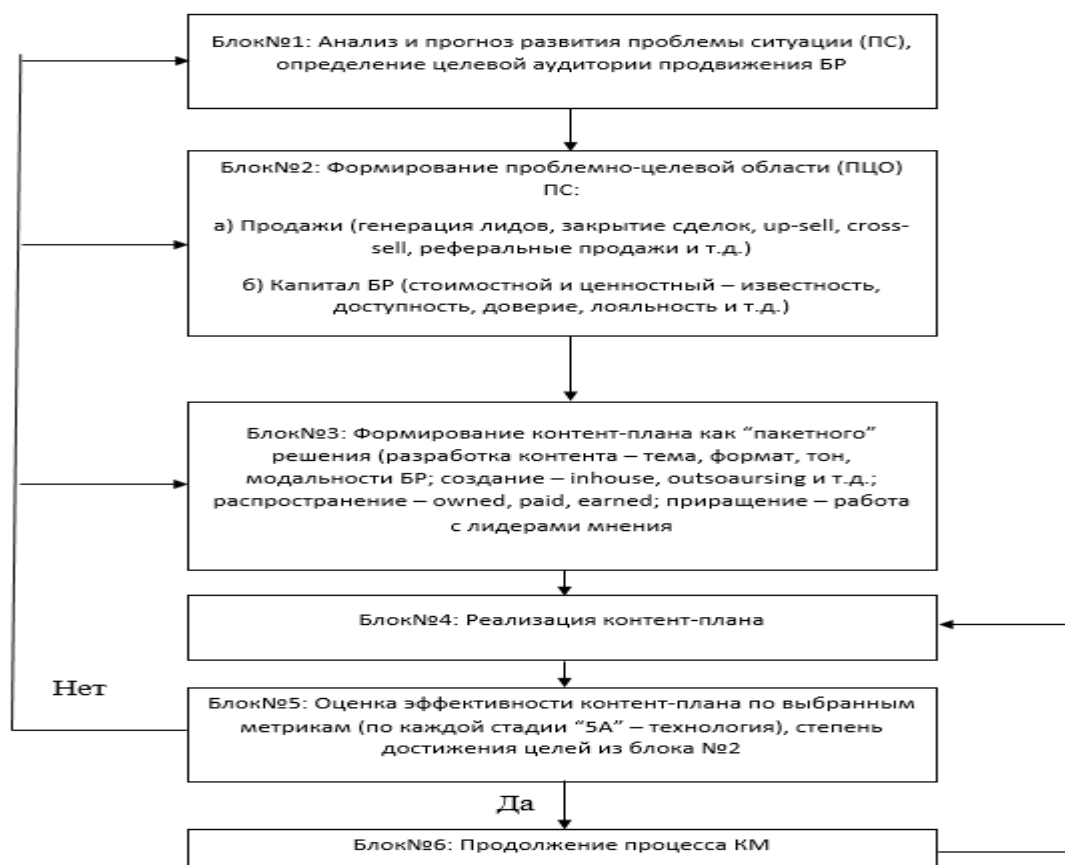 Блок№1: Анализ и прогноз развития проблемы ситуации (ПС),
определение целевой аудитории продвижения БР
Блок№2: Формирование проблемно-целевой области (ПЦО)
ПС:
а) Продажи (генерация лидов, закрытие сделок, up-sell, cross-
sell, реферальные продажи и т.д.)
б) Капитал БР (стоимостной и ценностный – известность,
доступность, доверие, лояльность и т.д.)
Блок№3: Формирование контент-плана как “пакетного”
решения (разработка контента – тема, формат, тон,
модальности БР; создание – inhouse, outsoaursing и т.д.;
распространение – owned, paid, earned; приращение – работа
с лидерами мнения
Блок№4: Реализация контент-плана
Нет
Блок№5: Оценка эффективности контент-плана по выбранным
метрикам (по каждой стадии “5А” – технология), степень
достижения целей из блока №2
Да
Блок№6: Продолжение процесса КМ